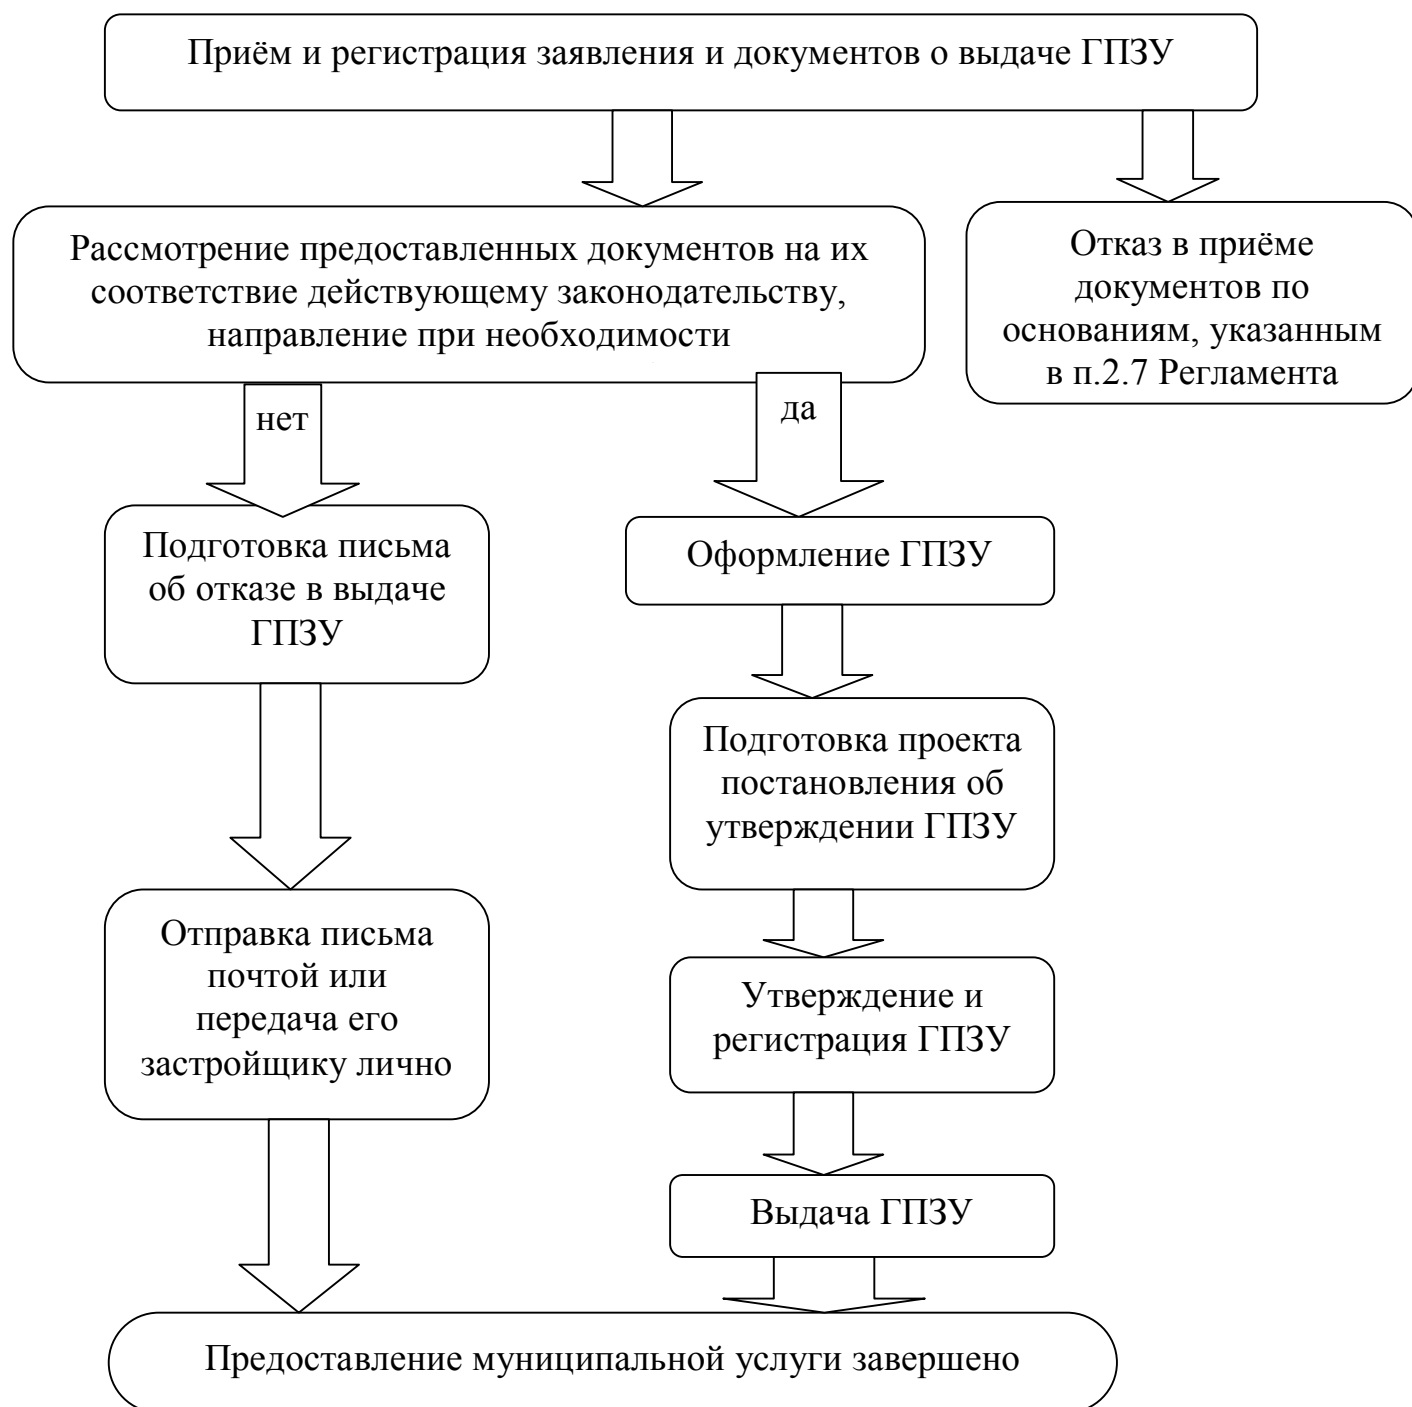 Приём и регистрация заявления и документов о выдаче ГПЗУ
Рассмотрение предоставленных документов на их
соответствие действующему законодательству,
направление при необходимости
Отказ в приёме
документов по
основаниям, указанным
в п.2.7 Регламента
нет
да
Подготовка письма
об отказе в выдаче
ГПЗУ
Оформление ГПЗУ
Подготовка проекта
постановления об
утверждении ГПЗУ
Отправка письма
почтой или
передача его
застройщику лично
Утверждение и
регистрация ГПЗУ
Выдача ГПЗУ
Предоставление муниципальной услуги завершено